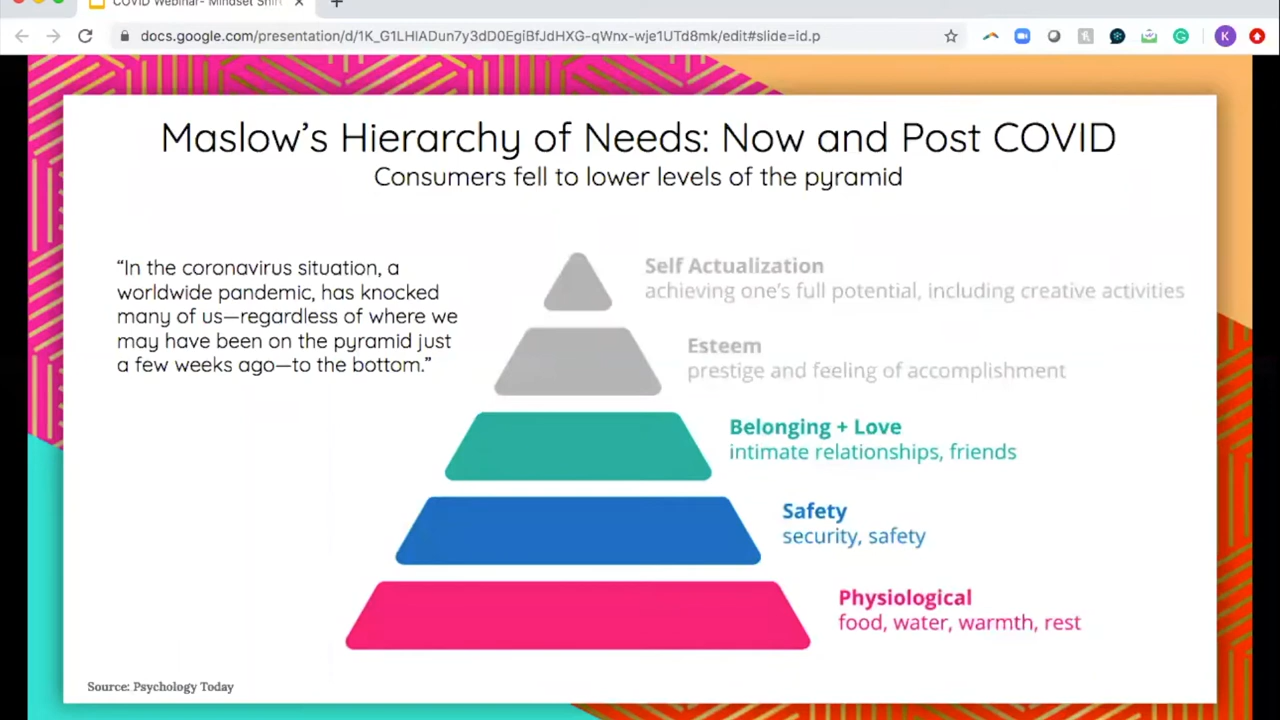 COVID Webinar- Mindset Shift
docs.google.com/presentation/d/1K_G1LHIADun7y3dD0EgiBfJdHXG-qWnx-wje1UTd8mk/edit#slide=id.p
K
Maslow's Hierarchy of Needs: Now and Post COVID
Consumers fell to lower levels of the pyramid
“In the coronavirus situation, a
worldwide pandemic, has knocked
many of us—regardless of where we
may have been on the pyramid just
a few weeks ago—to the bottom.”
Self Actualization
achieving one's full potential, including creative activities
Esteem
prestige and feeling of accomplishment
Belonging + Love
intimate relationships, friends
Safety
security, safety
Physiological
food, water, warmth, rest
Source: Psychology Today